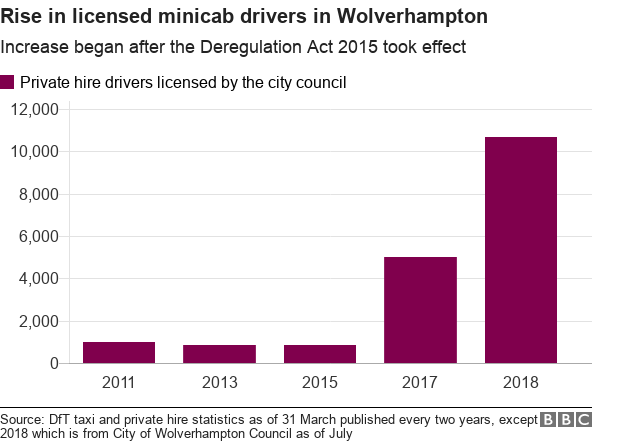 Rise in licensed minicab drivers in Wolverhampton
Increase began after the Deregulation Act 2015 took effect
Private hire drivers licensed by the city council
12,000
10,000
8,000
6,000
4,000
2,000
0
2011 2013 2015 2017 2018
Source: DfT taxi and private hire statistics as of 31 March published every two years, except
2018 which is from City of Wolverhampton Council as of July
BBC